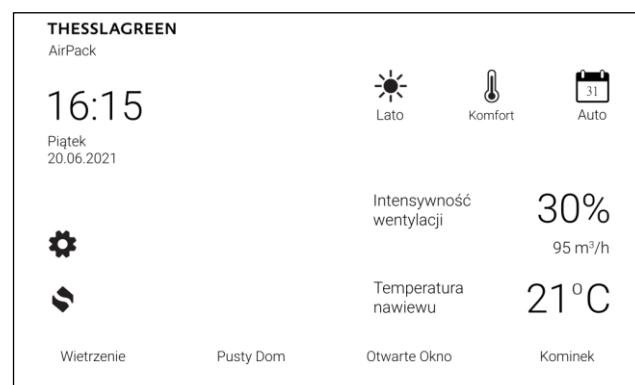 THESSLAGREEN
AirPack
16:15
Piątek
20.06.2021
31
Lato
Komfort
Auto
Intensywność
wentylacji
30%
95 m³/h
Temperatura
nawiewu
21°C
Wietrzenie
Pusty Dom
Otwarte Okno
Kominek